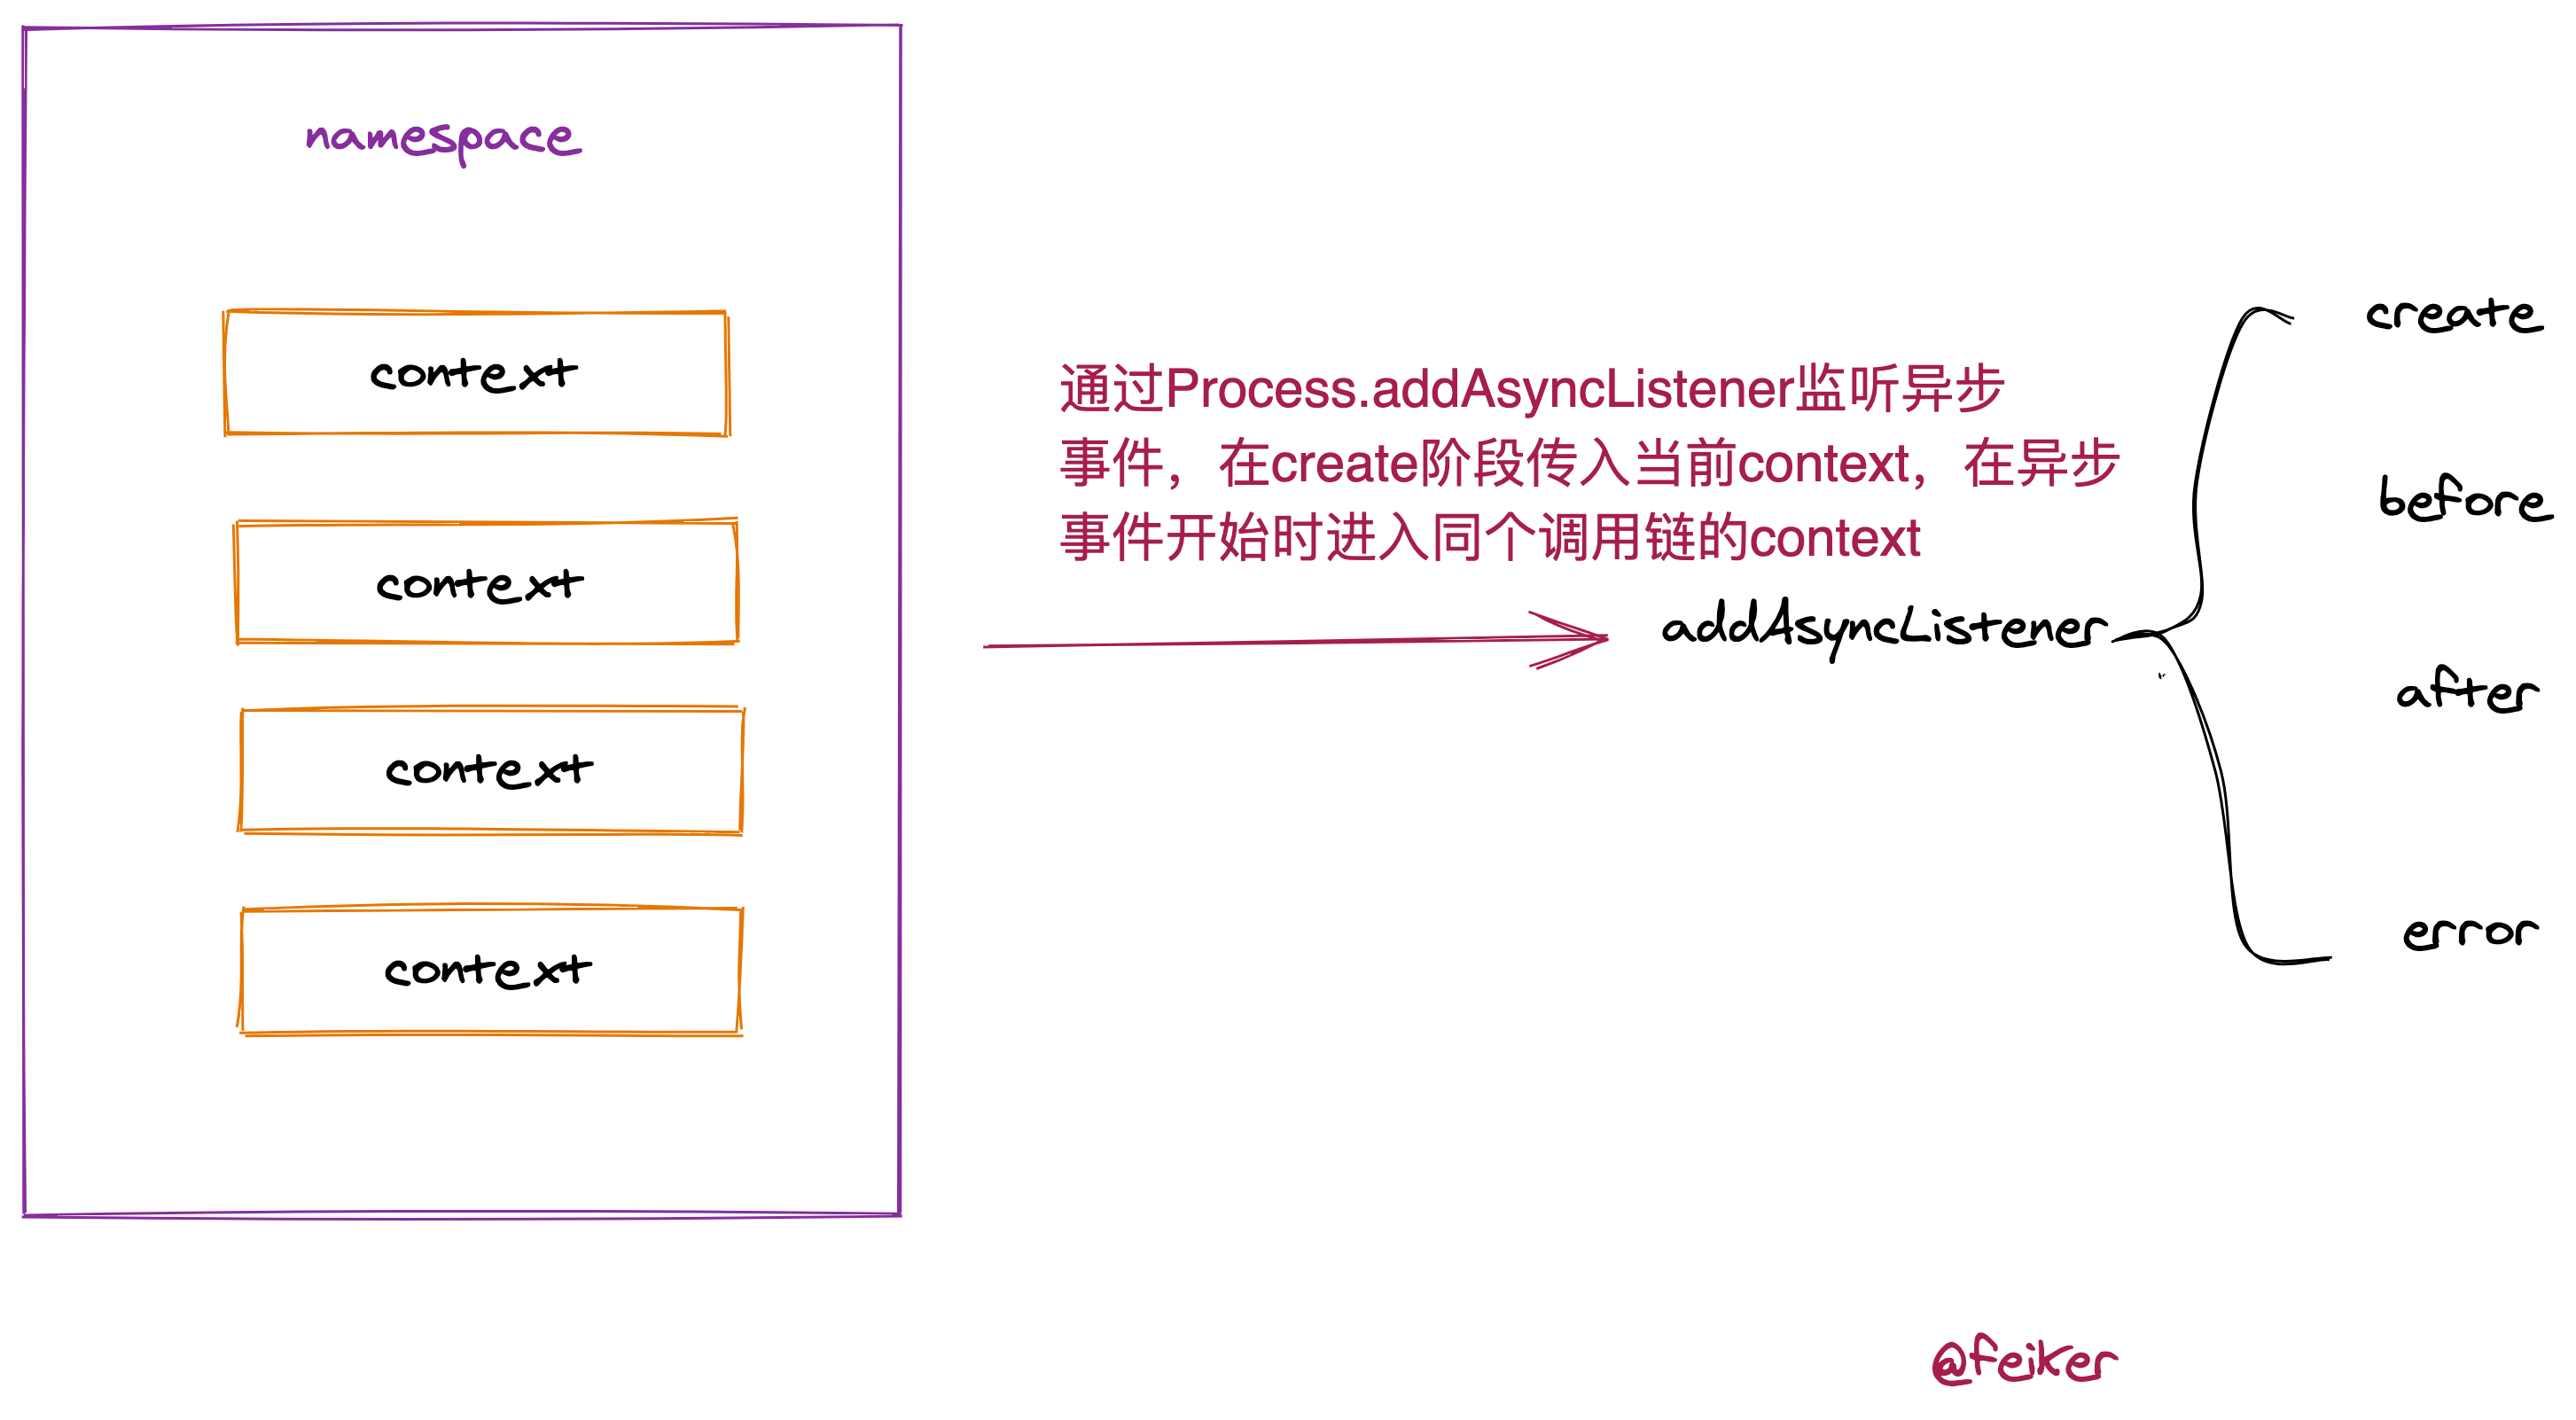 namespace
context
context
context
context
通过Process.addAsyncListener监听异步
事件，在create阶段传入当前context，在异步
事件开始时进入同个调用链的context
addAsyncListener
create
before
after
error
@feiker